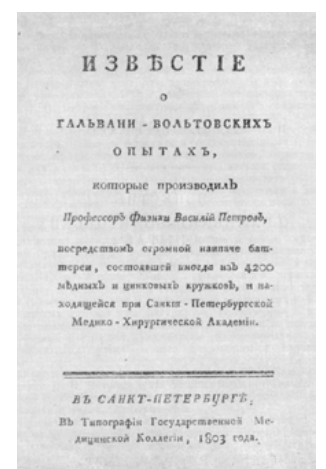 ИЗВѢСТІЕ
О
ГАЛЬВАНИ - ВОЛЬТОВСКИХЪ
ОПЫТАХЪ,
которые производилЪ
Профессорѣ Физики Василій Петровъ,
посредствомъ огромной наипаче бат-
тереи, состоявшей иногда изъ 4200
мѣдныхъ и цинковыхъ кружковъ, и на-
ходящейся при Санкт - Петербургской
Медико - Хирургической Академіи.
ВЪ САНКТ-ПЕТЕРБУРГѢ,
Въ Типографіи Государственной Ме-
дицинской Коллегіи, 1803 года.